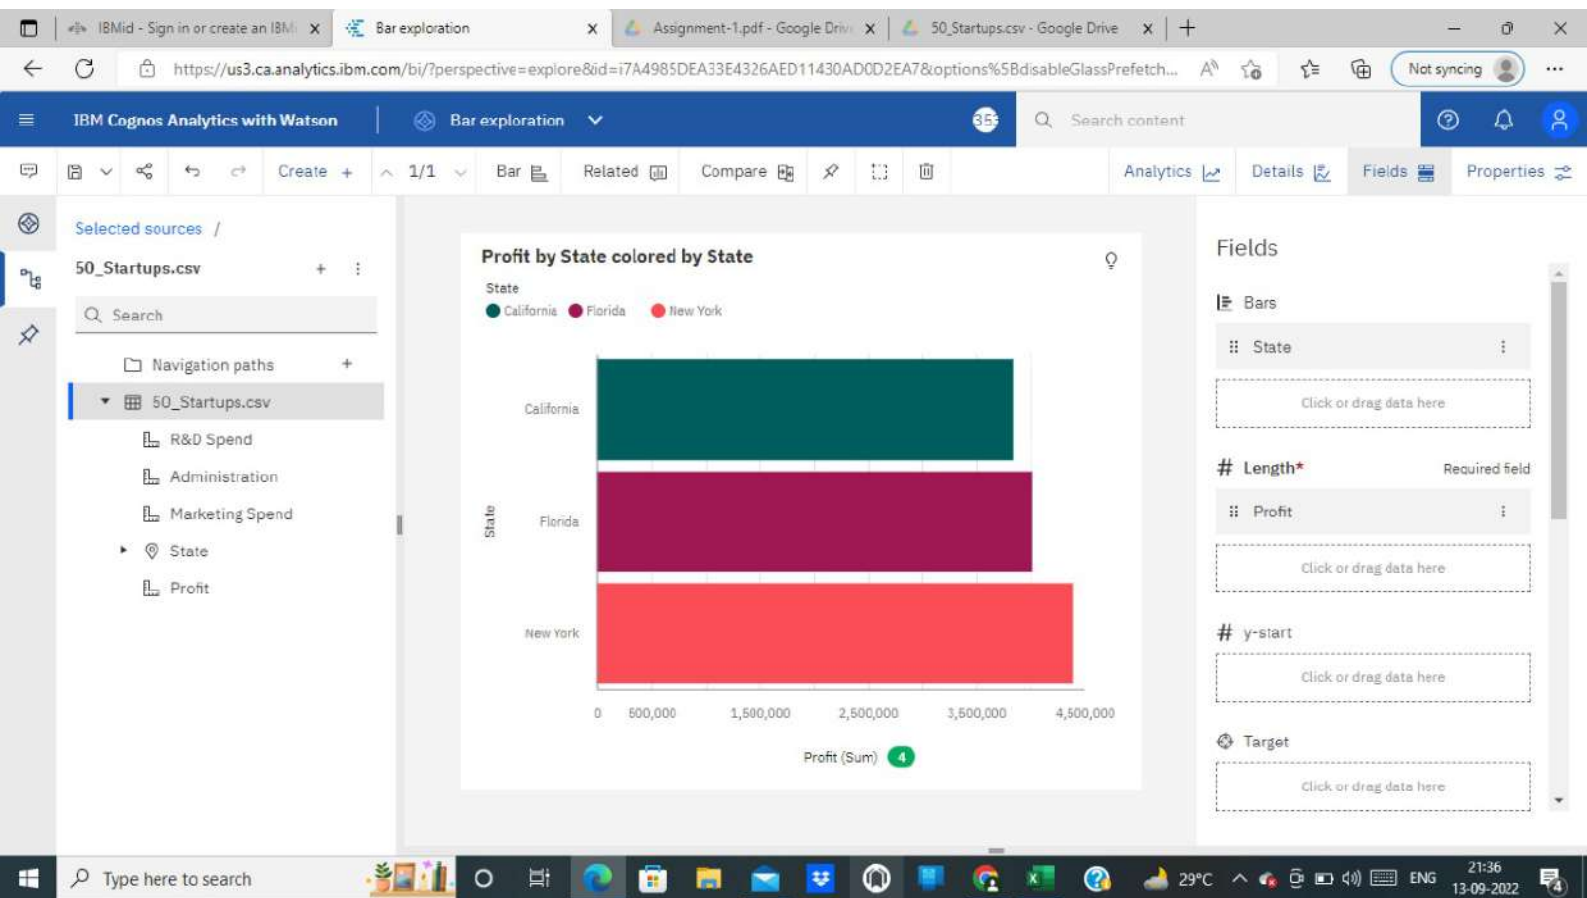 IBMid - Sign in or create an IBMi
Bar exploration
Assignment-1.pdf - Google Driv
50_Startups.csv - Google Drive
https://us3.ca.analytics.ibm.com/bi/?perspective=explore&id=i7A4985DEA33E4326AED11430AD0D2EA7&options%5BdisableGlassPrefetch...
Not syncing
IBM Cognos Analytics with Watson
Bar exploration
Search content
Create +
1/1
Bar
Related
Compare
Analytics
Details
Fields
Properties
Selected sources /
50_Startups.csv
Search
Navigation paths
50_Startups.csv
R&D Spend
Administration
Marketing Spend
State
Profit
Profit by State colored by State
State
California Florida New York
California
Florida
New York
State
0 500,000 1,500,000 2,500,000 3,500,000 4,500,000
Profit (Sum) 4
Fields
Bars
State
Click or drag data here
# Length* Required field
Profit
Click or drag data here
# y-start
Click or drag data here
Target
Click or drag data here
Type here to search
29°C
ENG
21:36
13-09-2022
4